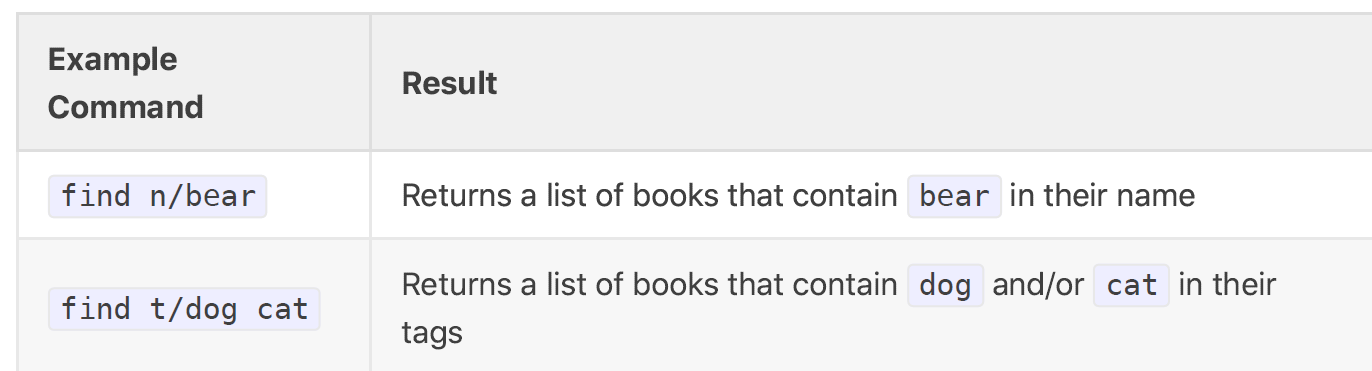 Example
Command
Result
find n/bear
Returns a list of books that contain bear in their name
find t/dog cat
Returns a list of books that contain dog and/or cat in their
tags